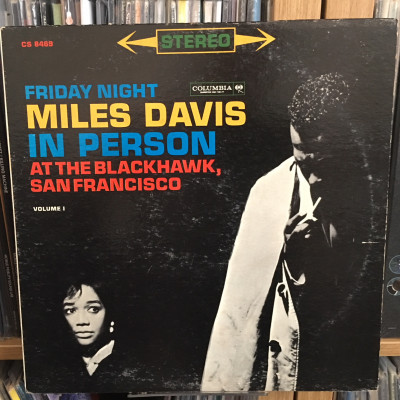 CS 8469
STEREO
FRIDAY NIGHT
COLUMBIA
MILES DAVIS
IN PERSON
AT THE BLACKHAWK,
SAN FRANCISCO
VOLUME I